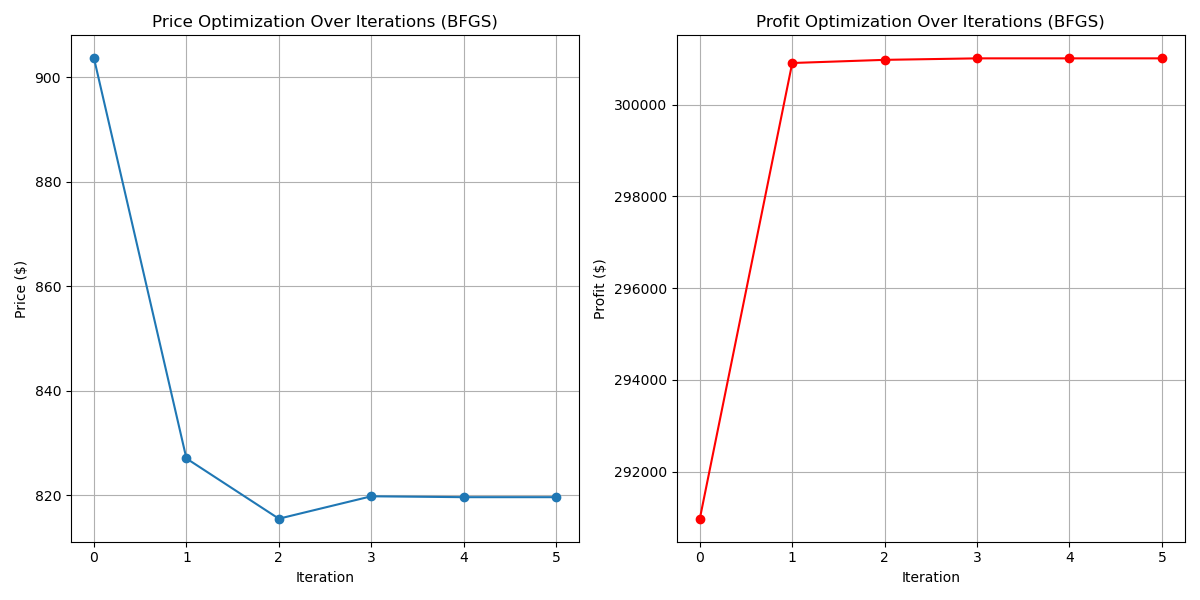 Price Optimization Over Iterations (BFGS)
900
880
860
840
820
Price ($)
0 1 2 3 4 5
Iteration
Profit Optimization Over Iterations (BFGS)
300000
298000
296000
294000
292000
Profit ($)
0 1 2 3 4 5
Iteration